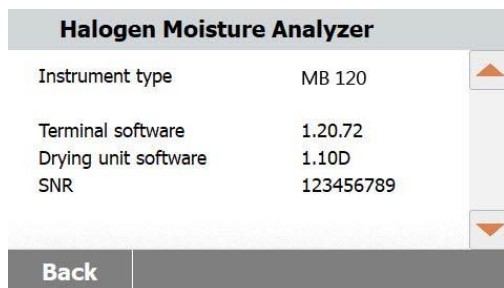 Halogen Moisture Analyzer
Instrument type MB 120
Terminal software 1.20.72
Drying unit software 1.10D
SNR 123456789
Back